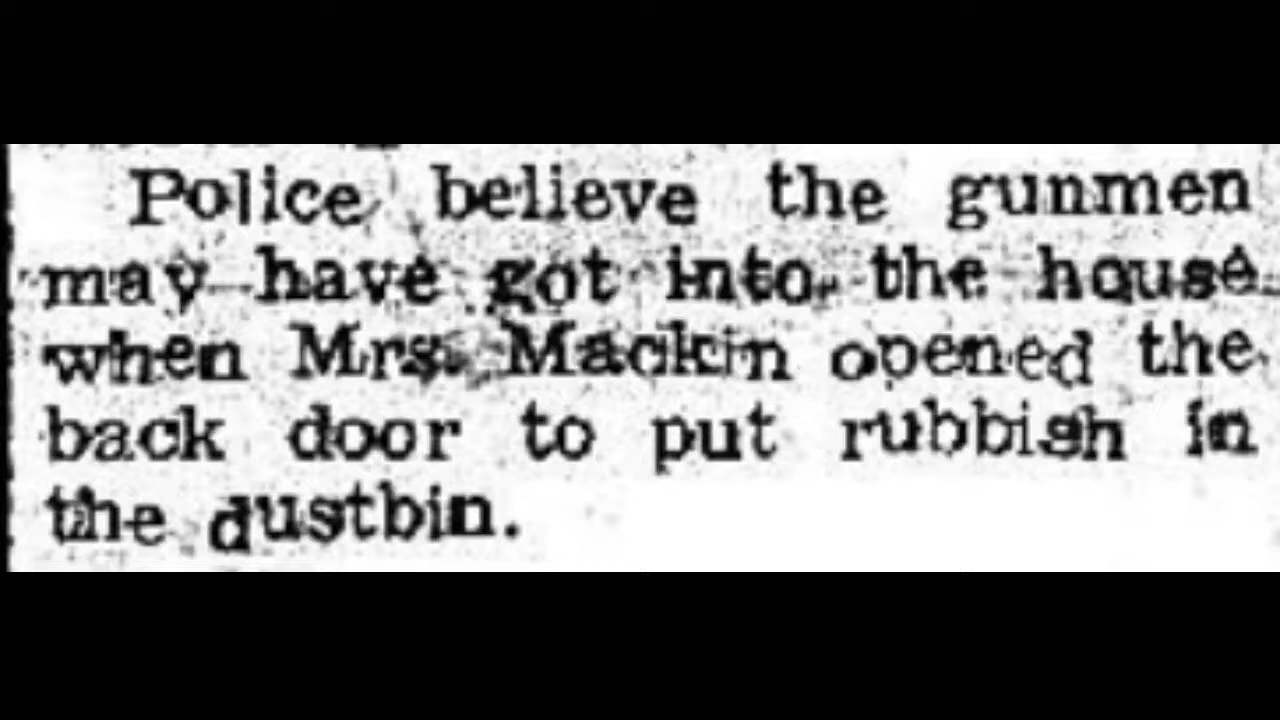 Police believe the gunmen
may have got into the house
when Mrs. Mackin opened the
back door to put rubbish in
the dustbin.